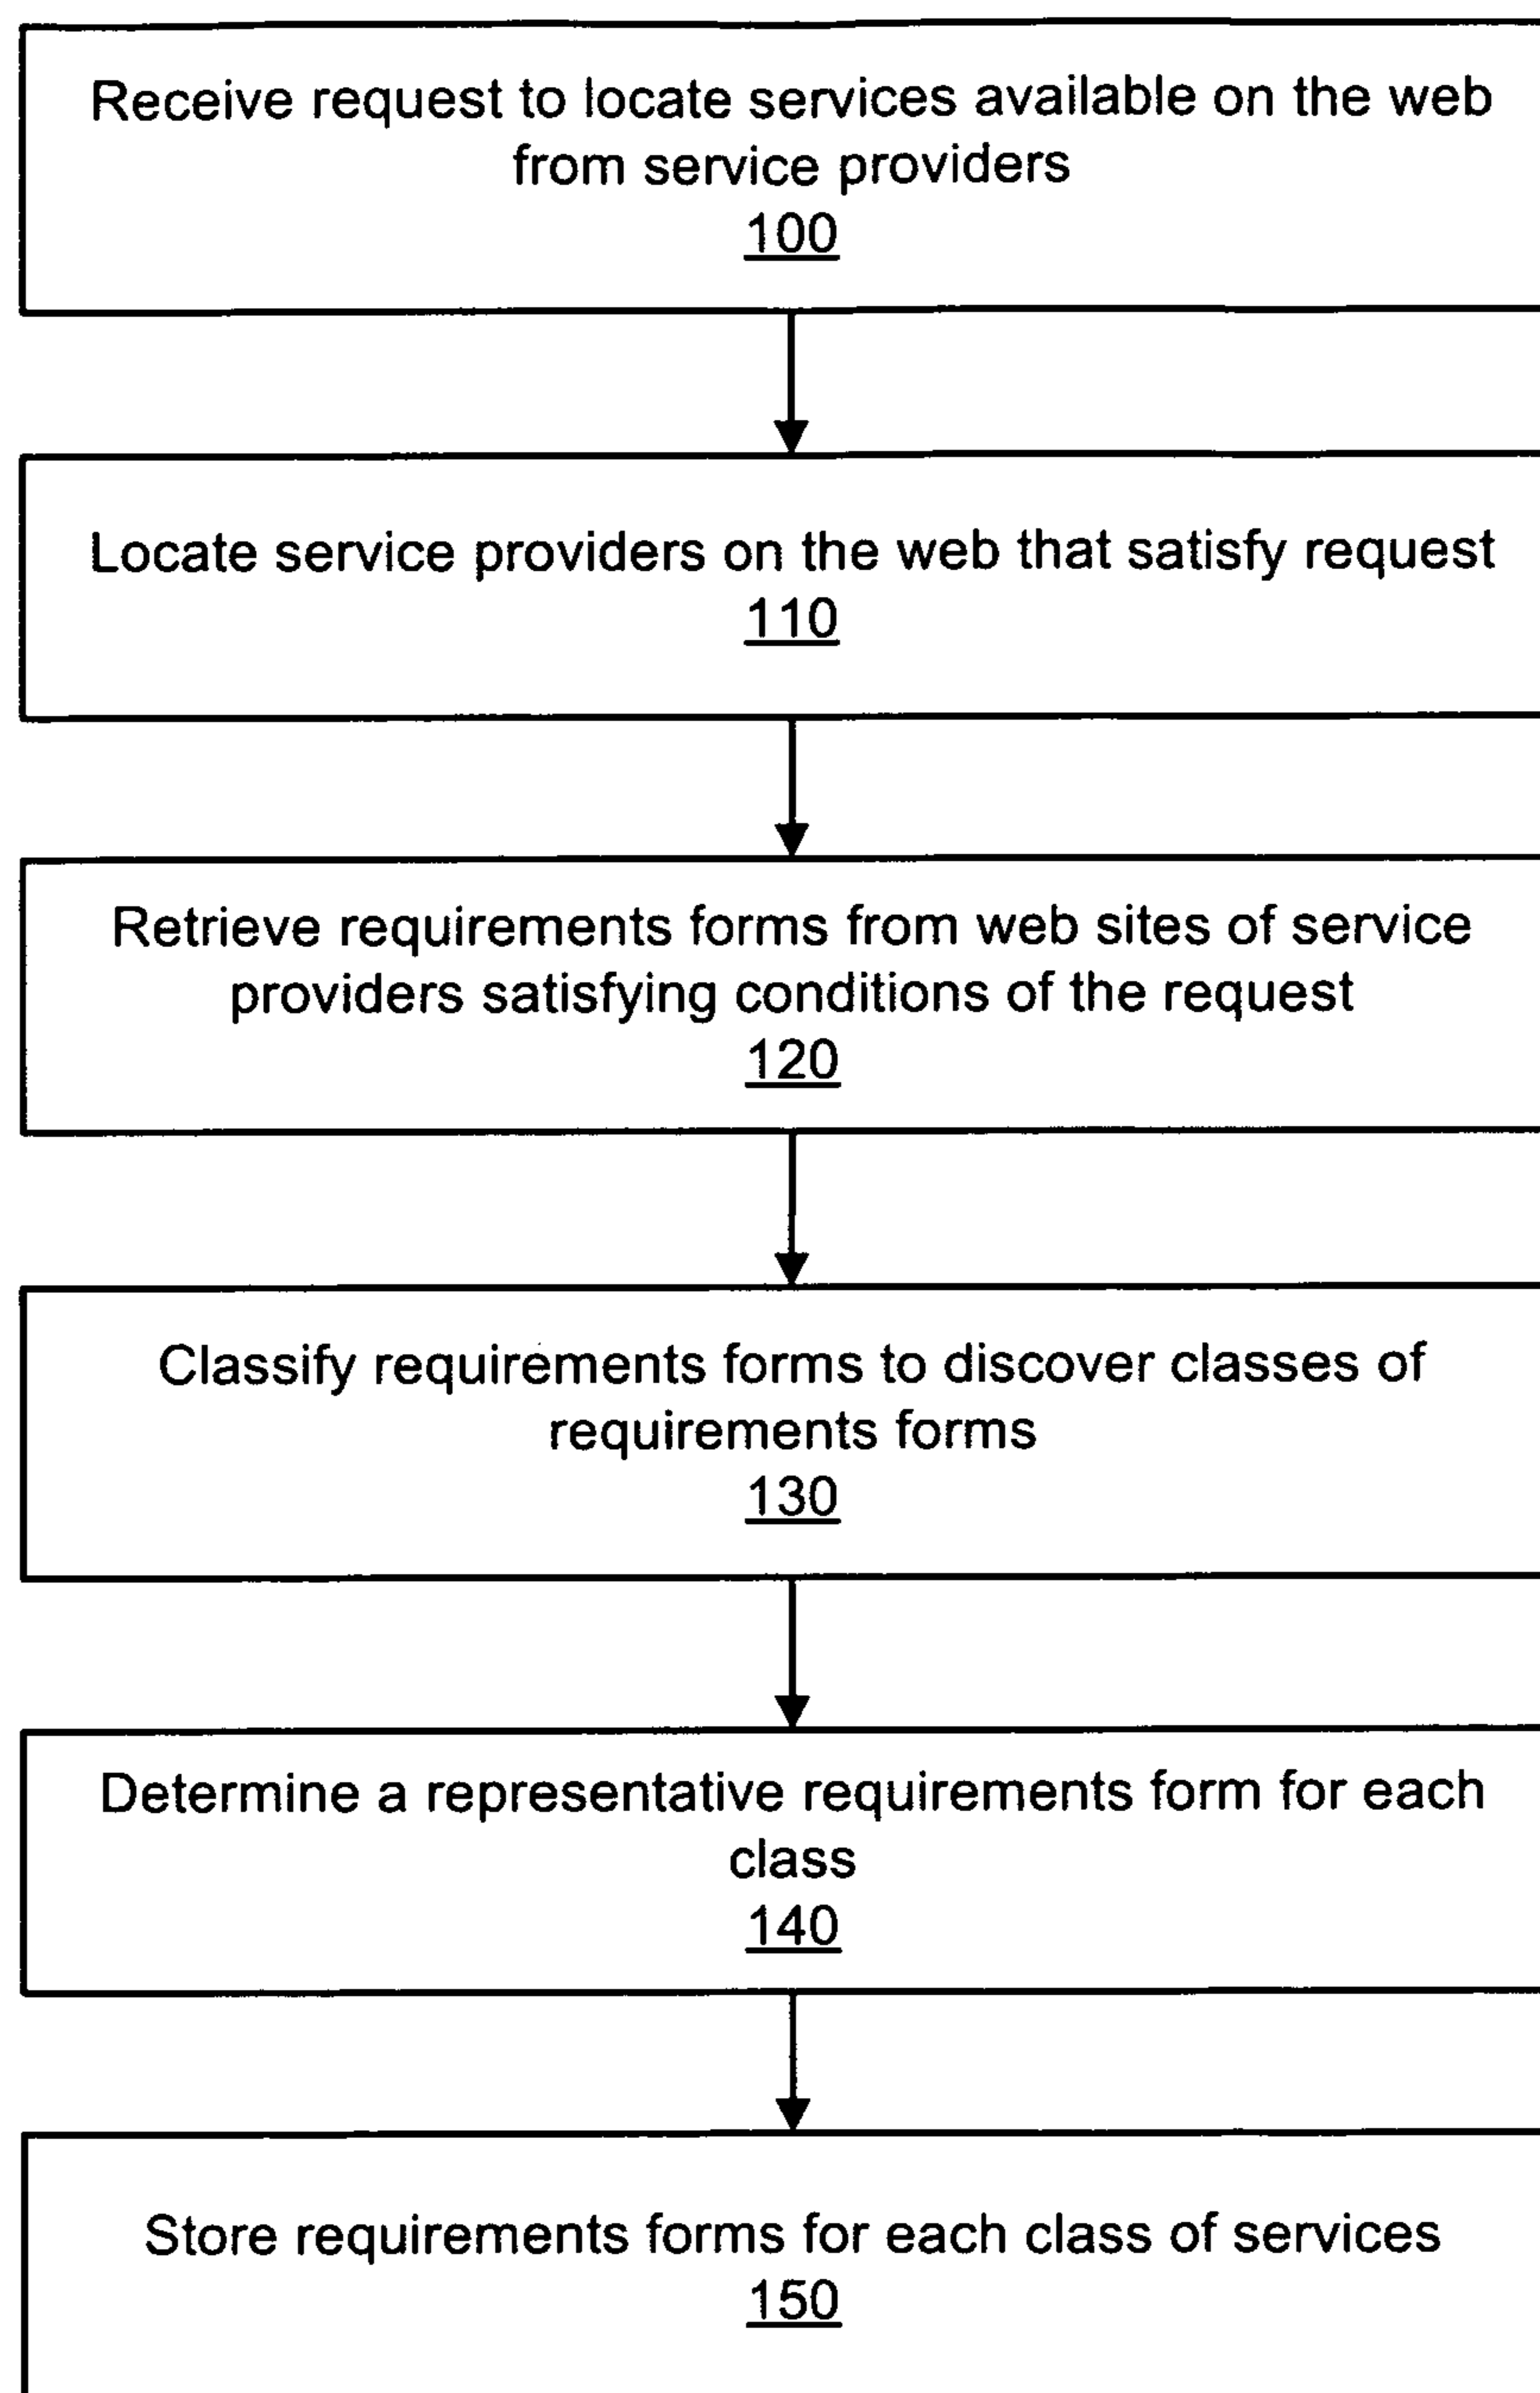 Receive request to locate services available on the web
from service providers
100
Locate service providers on the web that satisfy request
110
Retrieve requirements forms from web sites of service
providers satisfying conditions of the request
120
Classify requirements forms to discover classes of
requirements forms
130
Determine a representative requirements form for each
class
140
Store requirements forms for each class of services
150